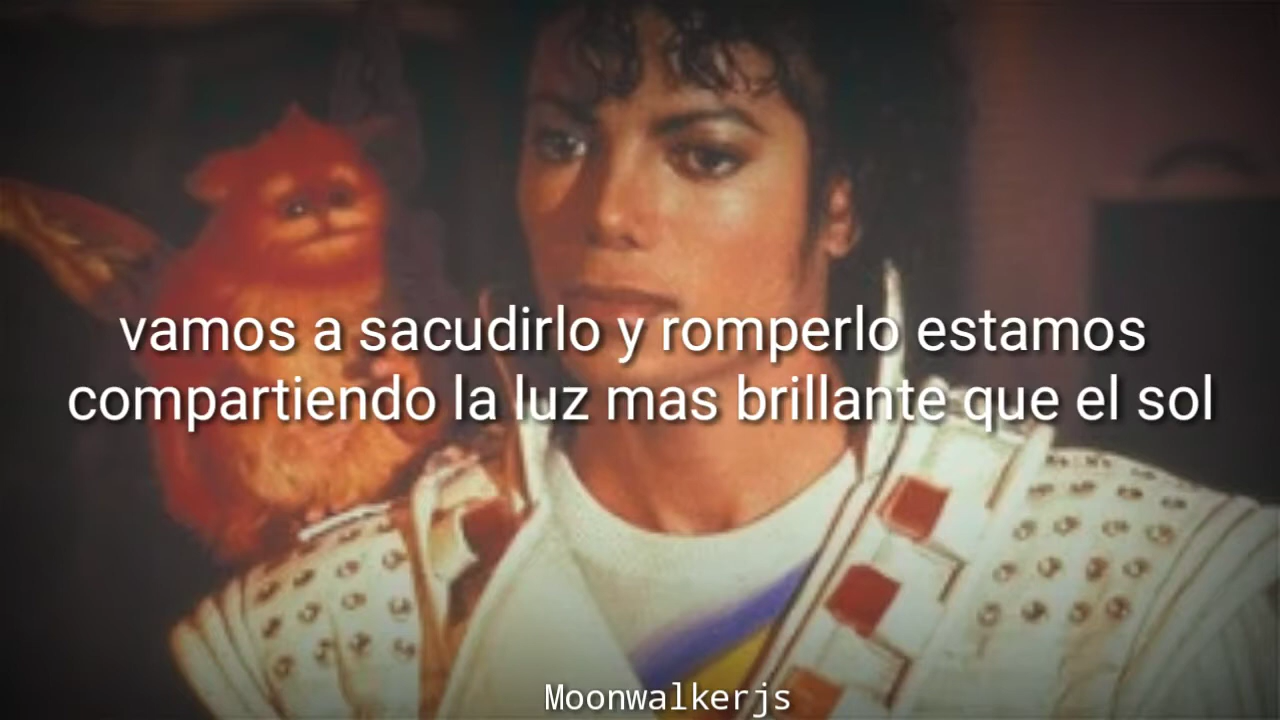 vamos a sacudirlo y romperlo estamos
compartiendo la luz mas brillante que el sol
Moonwalkerjs